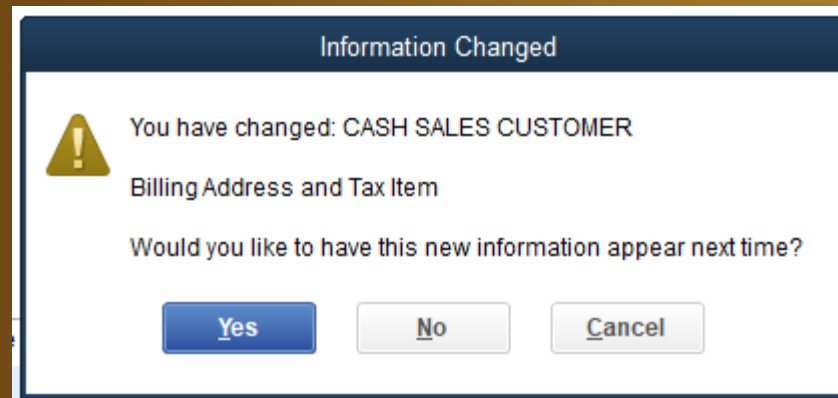 Information Changed
You have changed: CASH SALES CUSTOMER
Billing Address and Tax Item
Would you like to have this new information appear next time?
Yes No Cancel